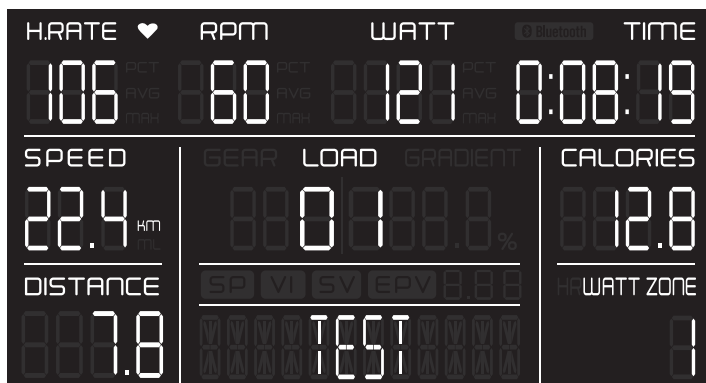 H.RATE RPM WATT Bluetooth TIME
PCT PCT PCT
106 AVG 60 AVG 121 AVG 0:08:19
MAX MAX MAX
SPEED GEAR LOAD GRADIENT CALORIES
22.4 KM 01 % 12.8
ML
DISTANCE SP VI SV EPV HR WATT ZONE
7.8 TEST 1